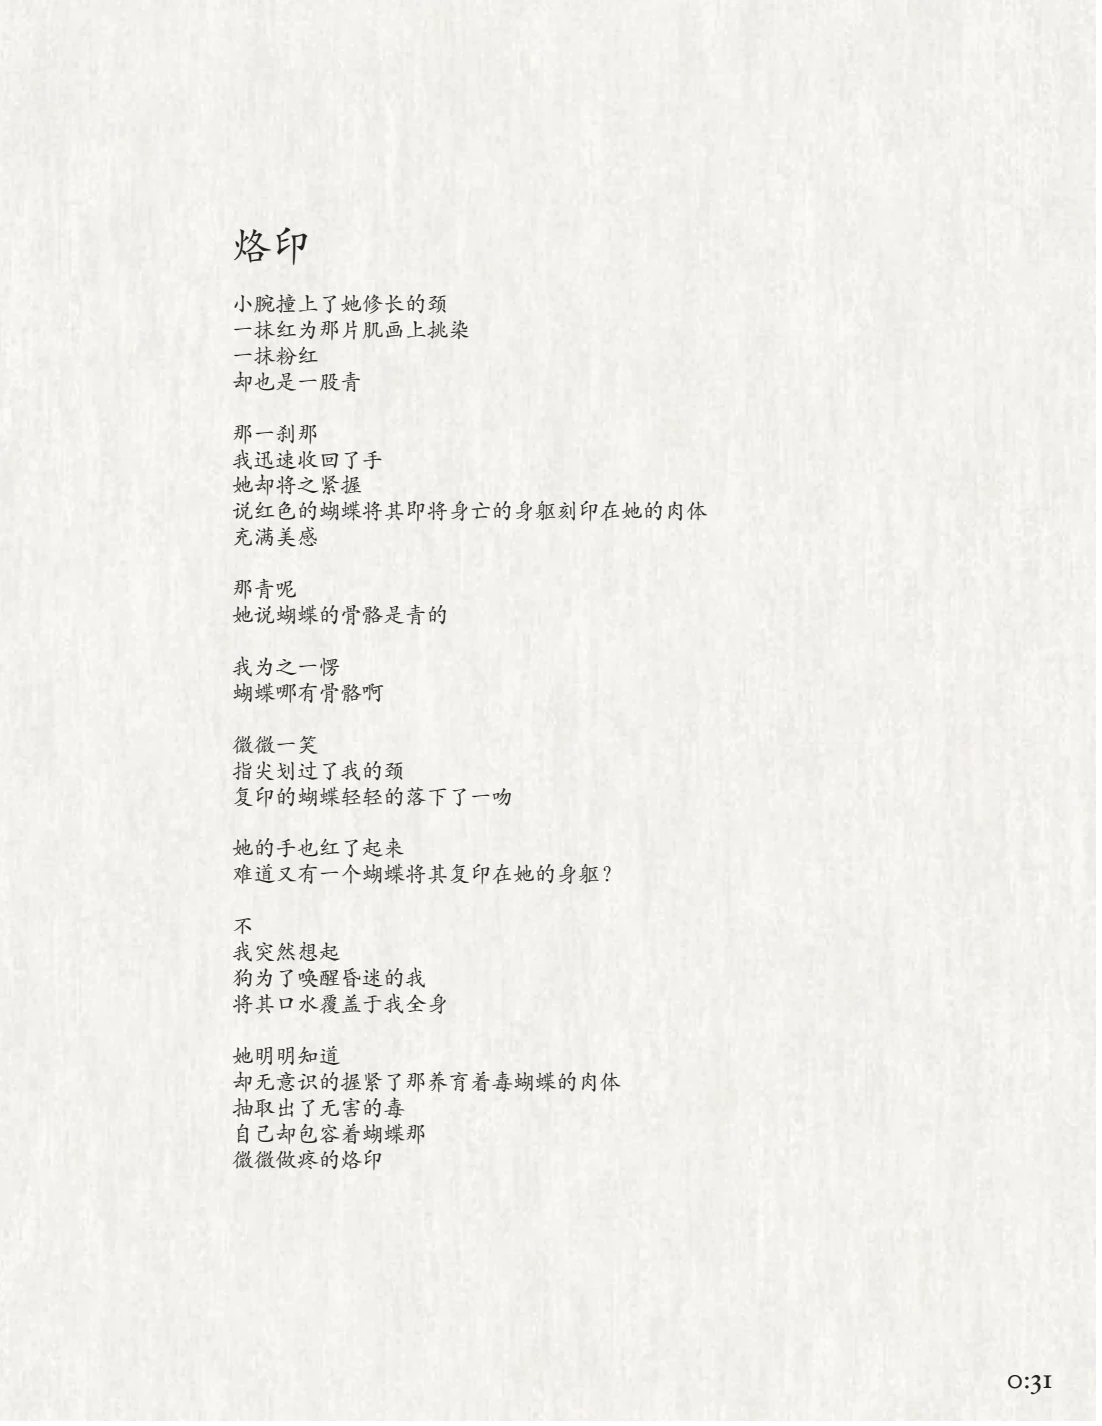 烙印
小腕撞上了她修长的颈
一抹红为那片肌画上挑染
一抹粉红
却也是一股青
那一刹那
我迅速收回了手
她却将之紧握
说红色的蝴蝶将其即将身亡的身躯刻印在她的肉体
充满美感
那青呢
她说蝴蝶的骨骼是青的
我为之一愣
蝴蝶哪有骨骼啊
微微一笑
指尖划过了我的颈
复印的蝴蝶轻轻的落下了一吻
她的手也红了起来
难道又有一个蝴蝶将其复印在她的身躯？
不
我突然想起
狗为了唤醒昏迷的我
将其口水覆盖于我全身
她明明知道
却无意识的握紧了那养育着毒蝴蝶的肉体
抽取出了无害的毒
自己却包容着蝴蝶那
微微做疼的烙印
0:31